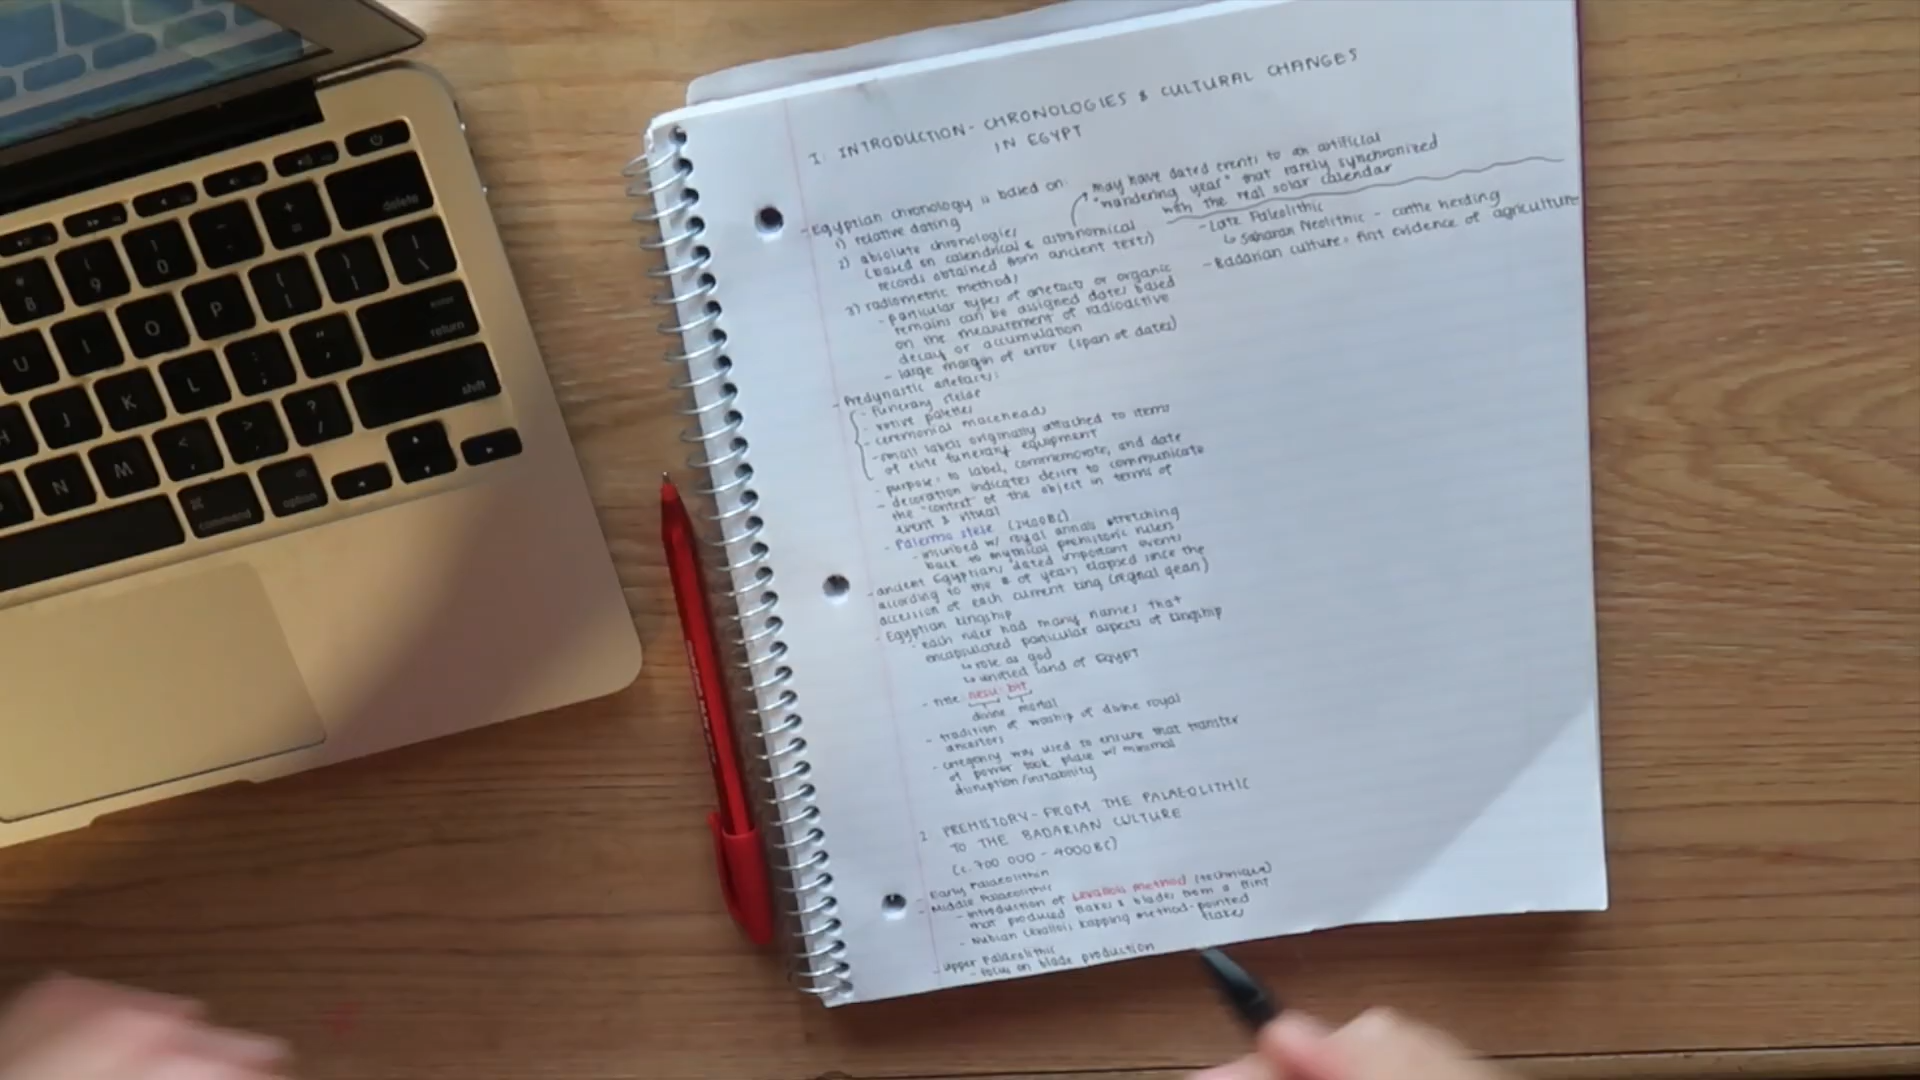 1. INTRODUCTION - CHRONOLOGIES & CULTURAL CHANGES
IN EGYPT
- Egyptian chronology is based on:
1) relative dating
2) absolute chronologies
(based on calendrical & astronomical
records obtained from ancient texts)
3) radiometric methods
- particular types of artefacts or organic
remains can be assigned dates based
on the measurement of radioactive
decay or accumulation
- large margin of error (span of dates)
- Predynastic artefacts:
- funerary stelae
- votive palettes
- ceremonial maceheads
- small labels originally attached to items
of elite funerary equipment
- purpose: to label, commemorate, and date
- decoration indicates desire to communicate
the "context" of the object in terms of
event & ritual
- Palermo stele (2400BC)
- inscribed w/ royal annals stretching
back to mythical prehistoric rulers
- ancient Egyptians dated important events
according to the # of years elapsed since the
accession of each current king (regnal year)
- Egyptian kingship
- each ruler had many names that
encapsulated particular aspects of kingship
↳ role as god
↳ unified land of Egypt
- title: nesu-bit
divine mortal
- tradition of worship of divine royal
ancestors
- coregency was used to ensure that transfer
of power took place w/ minimal
disruption/instability
2. PREHISTORY - FROM THE PALAEOLITHIC
TO THE BADARIAN CULTURE
(c. 700 000 - 4000BC)
- Early Palaeolithic
- Middle Palaeolithic
- introduction of Levallois method (technique)
that produced flakes & blades from a flint
- Nubian Levallois kapping method - pointed
flakes
- Upper Palaeolithic
- focus on blade production
may have dated events to an artificial
"wandering year" that rarely synchronized
with the real solar calendar
- Late Paleolithic
↳ Saharan Neolithic - cattle herding
- Badarian culture: first evidence of agriculture
delete
enter
return
shift
command
option
P
O
I
U
L
K
J
H
M
N